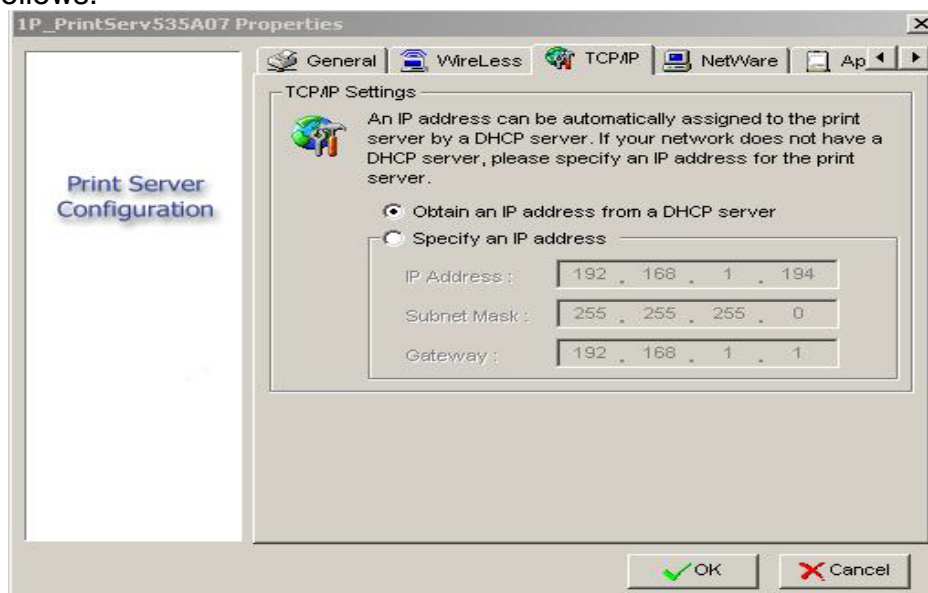 ollows:
1P_PrintServ535A07 Properties
General WireLess TCP/IP NetWare Ap
TCP/IP Settings
An IP address can be automatically assigned to the print
server by a DHCP server. If your network does not have a
DHCP server, please specify an IP address for the print
server.
Print Server
Configuration
Obtain an IP address from a DHCP server
Specify an IP address
IP Address : 192 . 168 . 1 . 194
Subnet Mask : 255 . 255 . 255 . 0
Gateway : 192 . 168 . 1 . 1
OK Cancel